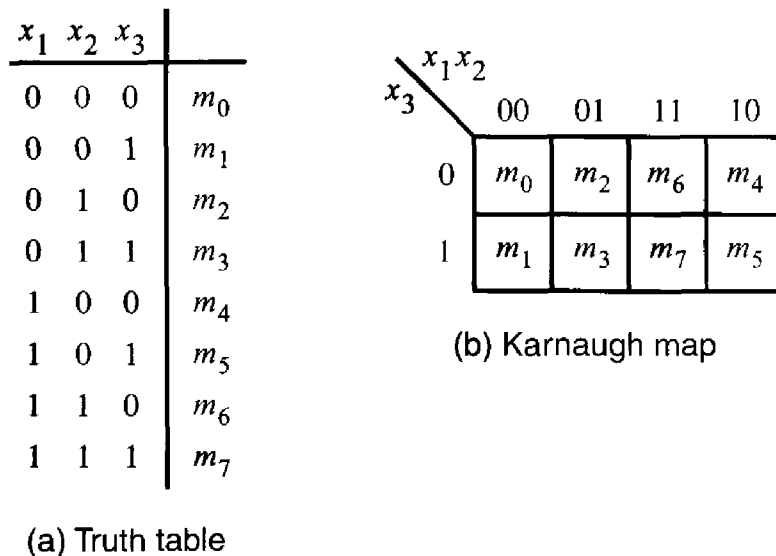 x₁ x₂ x₃
0 0 0 m₀
0 0 1 m₁
0 1 0 m₂
0 1 1 m₃
1 0 0 m₄
1 0 1 m₅
1 1 0 m₆
1 1 1 m₇
(a) Truth table
x₁x₂
x₃
00 01 11 10
0 m₀ m₂ m₆ m₄
1 m₁ m₃ m₇ m₅
(b) Karnaugh map